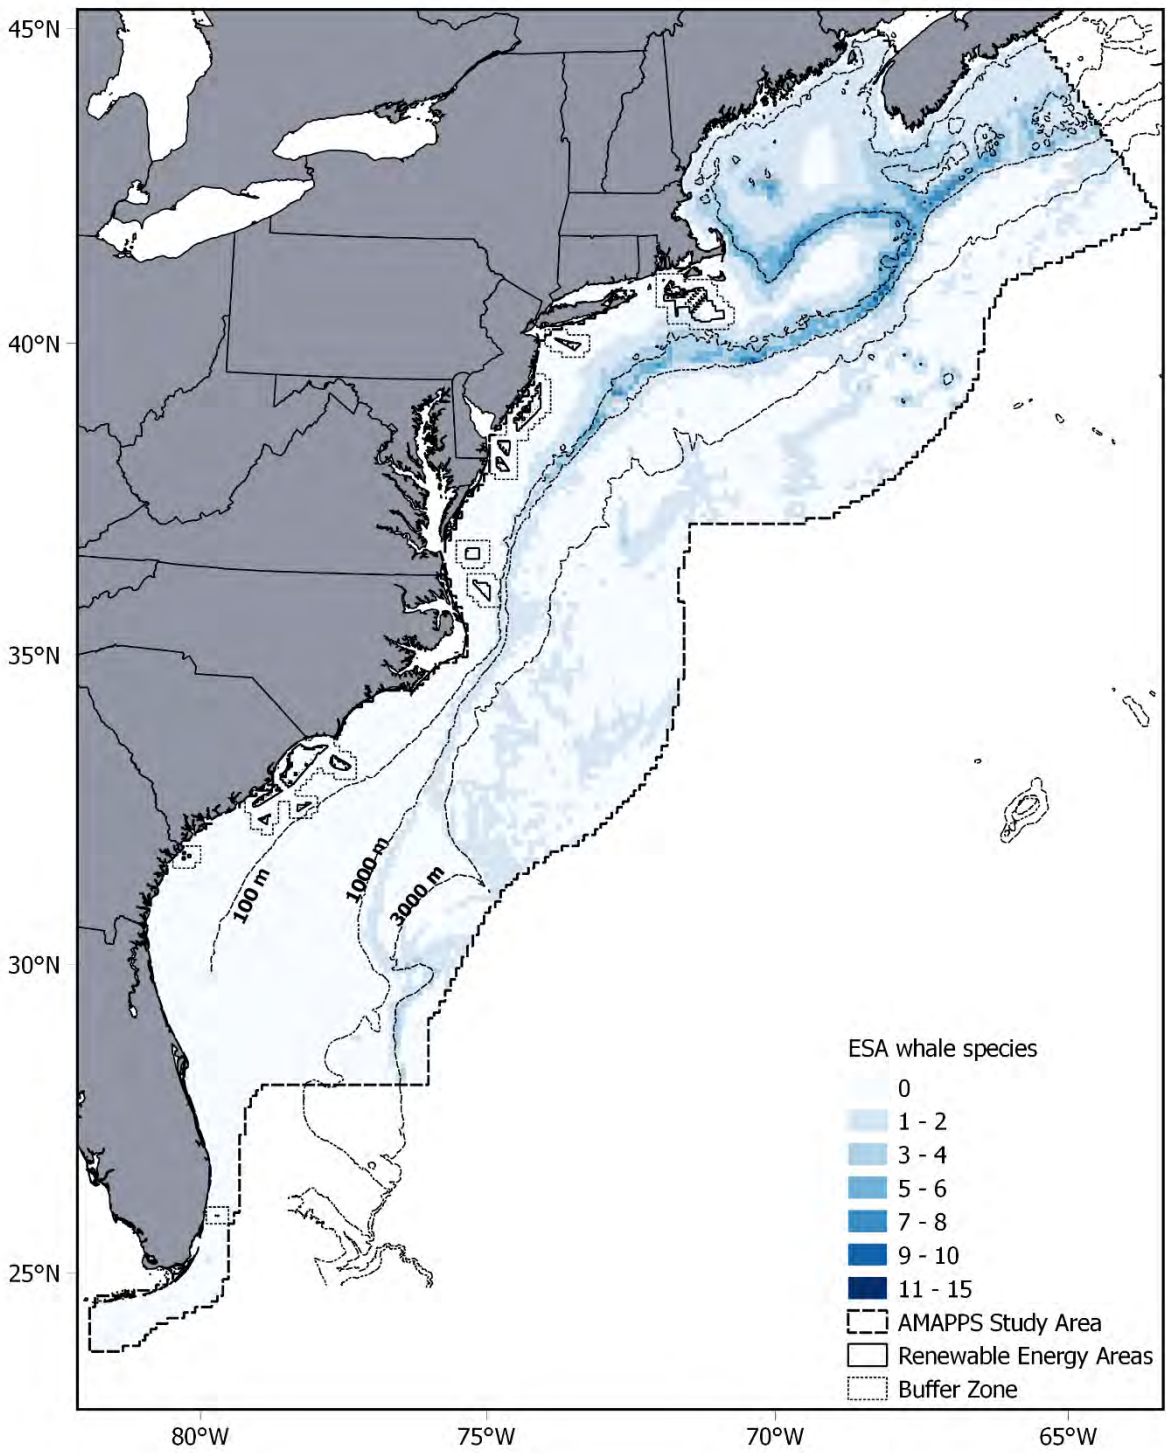 45°N
40°N
35°N
30°N
25°N
100 m
1000 m
3000 m
ESA whale species
0
1 - 2
3 - 4
5 - 6
7 - 8
9 - 10
11 - 15
AMAPPS Study Area
Renewable Energy Areas
Buffer Zone
80°W
75°W
70°W
65°W